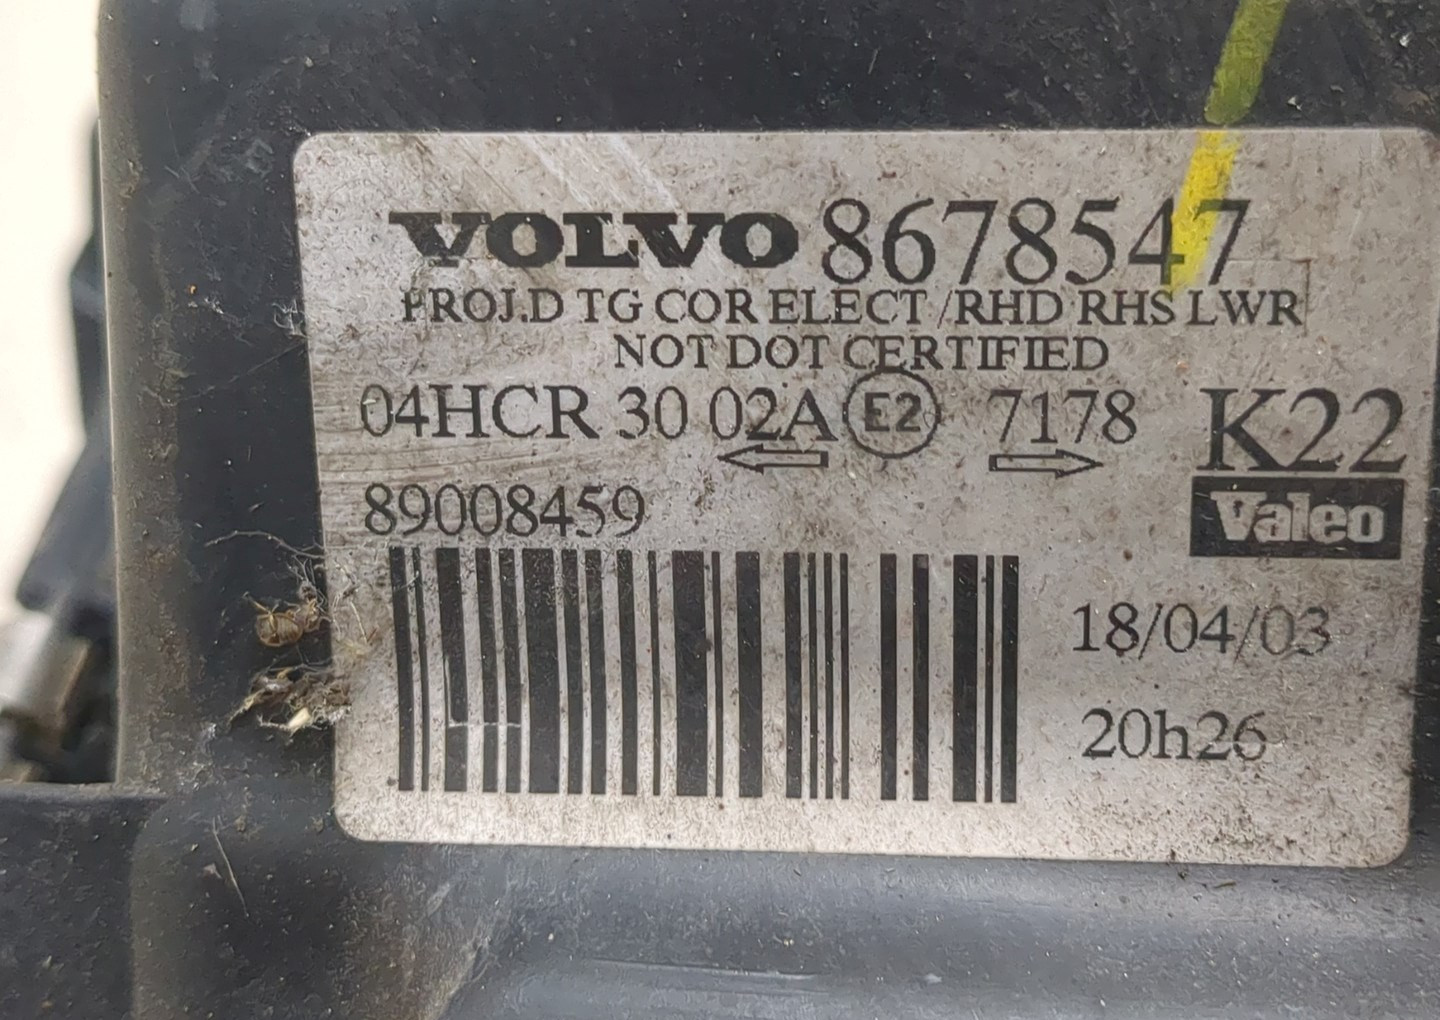 VOLVO 8678547
PROJ.D TG COR ELECT /RHD RHS LWR
NOT DOT CERTIFIED
04HCR 30 02A E2 7178 K22
89008459
Valeo
18/04/03
20h26